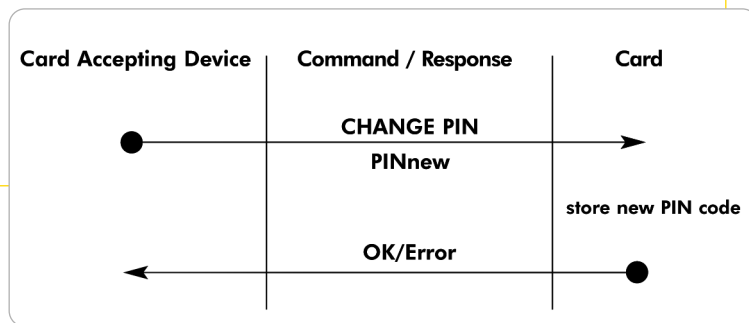 Card Accepting Device
Command / Response
Card
CHANGE PIN
PINnew
store new PIN code
OK/Error